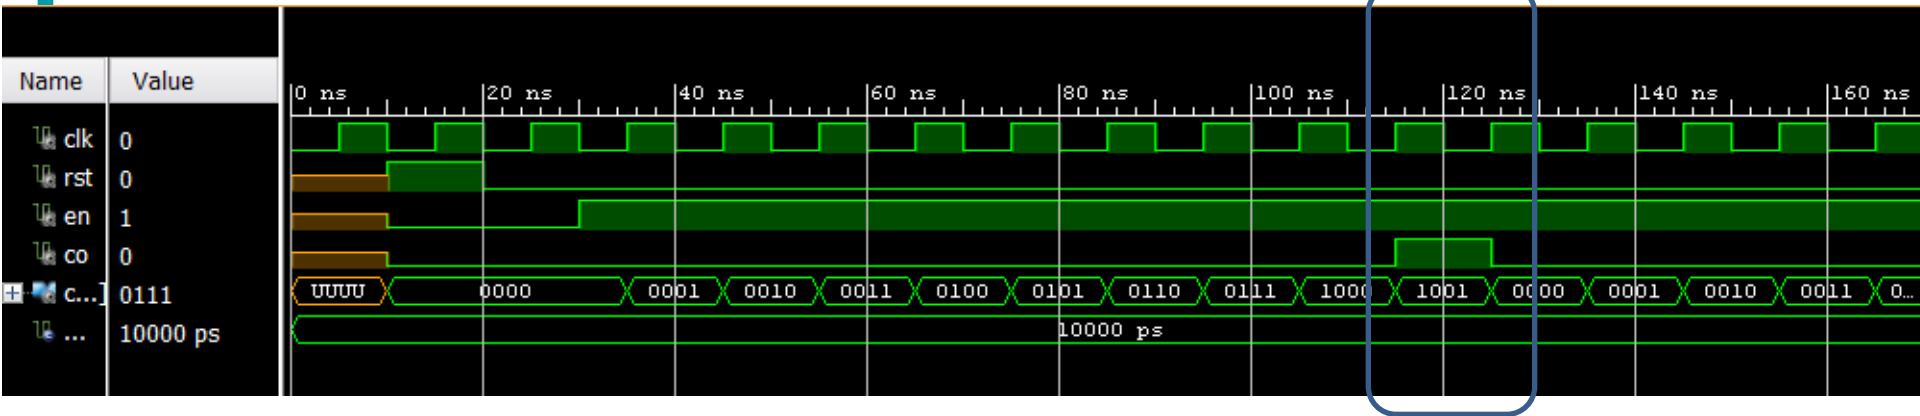 Name Value
0 ns 20 ns 40 ns 60 ns 80 ns 100 ns 120 ns 140 ns 160 ns
clk 0
rst 0
en 1
co 0
c...] 0111 UUUU 0000 0001 0010 0011 0100 0101 0110 0111 1000 1001 0000 0001 0010 0011 0...
... 10000 ps 10000 ps